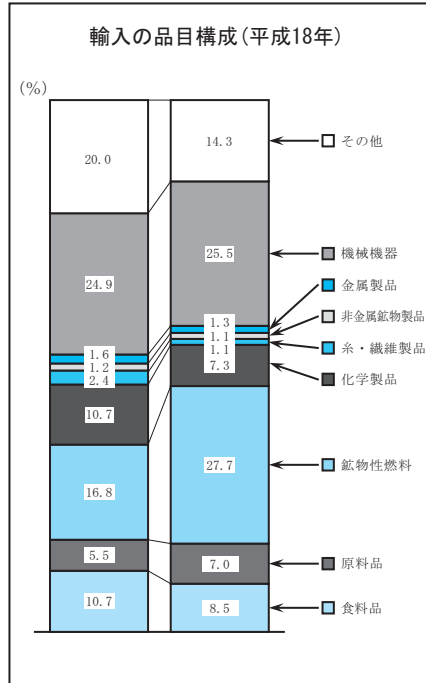 輸入の品目構成(平成18年)
(%)
20.0
24.9
1.6
1.2
2.4
10.7
16.8
5.5
10.7
14.3
25.5
1.3
1.1
1.1
7.3
27.7
7.0
8.5
その他
機械機器
金属製品
非金属鉱物製品
糸・繊維製品
化学製品
鉱物性燃料
原料品
食料品